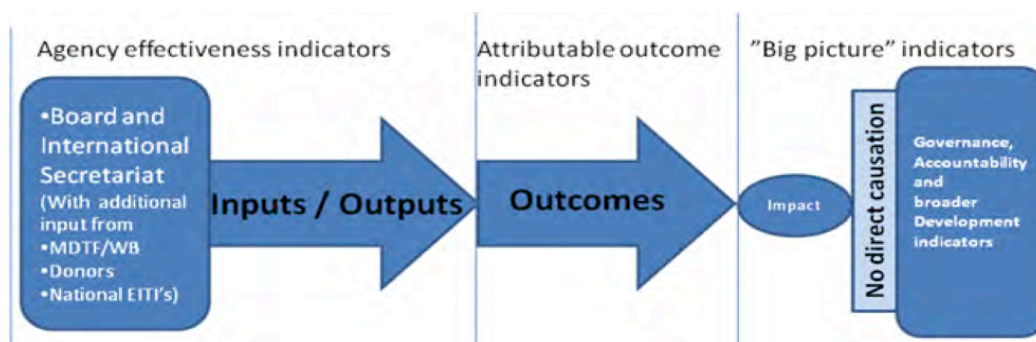 Agency effectiveness indicators
Attributable outcome
indicators
”Big picture” indicators
•Board and
International
Secretariat
(With additional
input from
•MDTF/WB
•Donors
•National EITI’s)
Inputs / Outputs
Outcomes
Impact
No direct causation
Governance,
Accountability
and
broader
Development
indicators